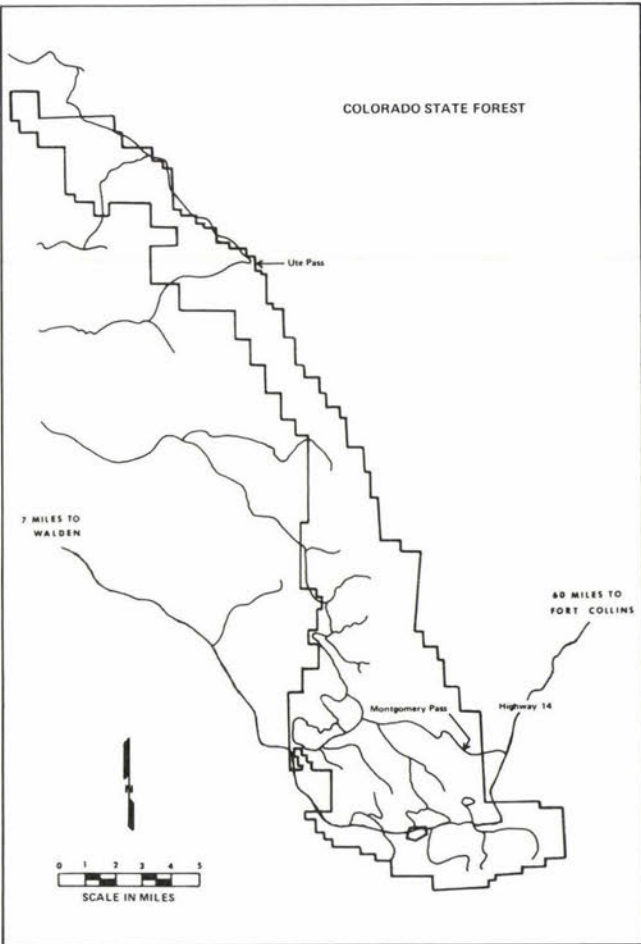 COLORADO STATE FOREST
Ute Pass
7 MILES TO
WALDEN
60 MILES TO
FORT COLLINS
Montgomery Pass
Highway 14
N
0 1 2 3 4 5
SCALE IN MILES